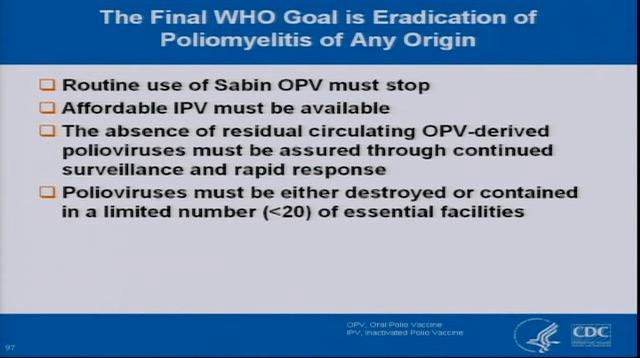 The Final WHO Goal is Eradication of
Poliomyelitis of Any Origin
Routine use of Sabin OPV must stop
Affordable IPV must be available
The absence of residual circulating OPV-derived
polioviruses must be assured through continued
surveillance and rapid response
Polioviruses must be either destroyed or contained
in a limited number (<20) of essential facilities
OPV, Oral Polio Vaccine
IPV, Inactivated Polio Vaccine
CDC
97